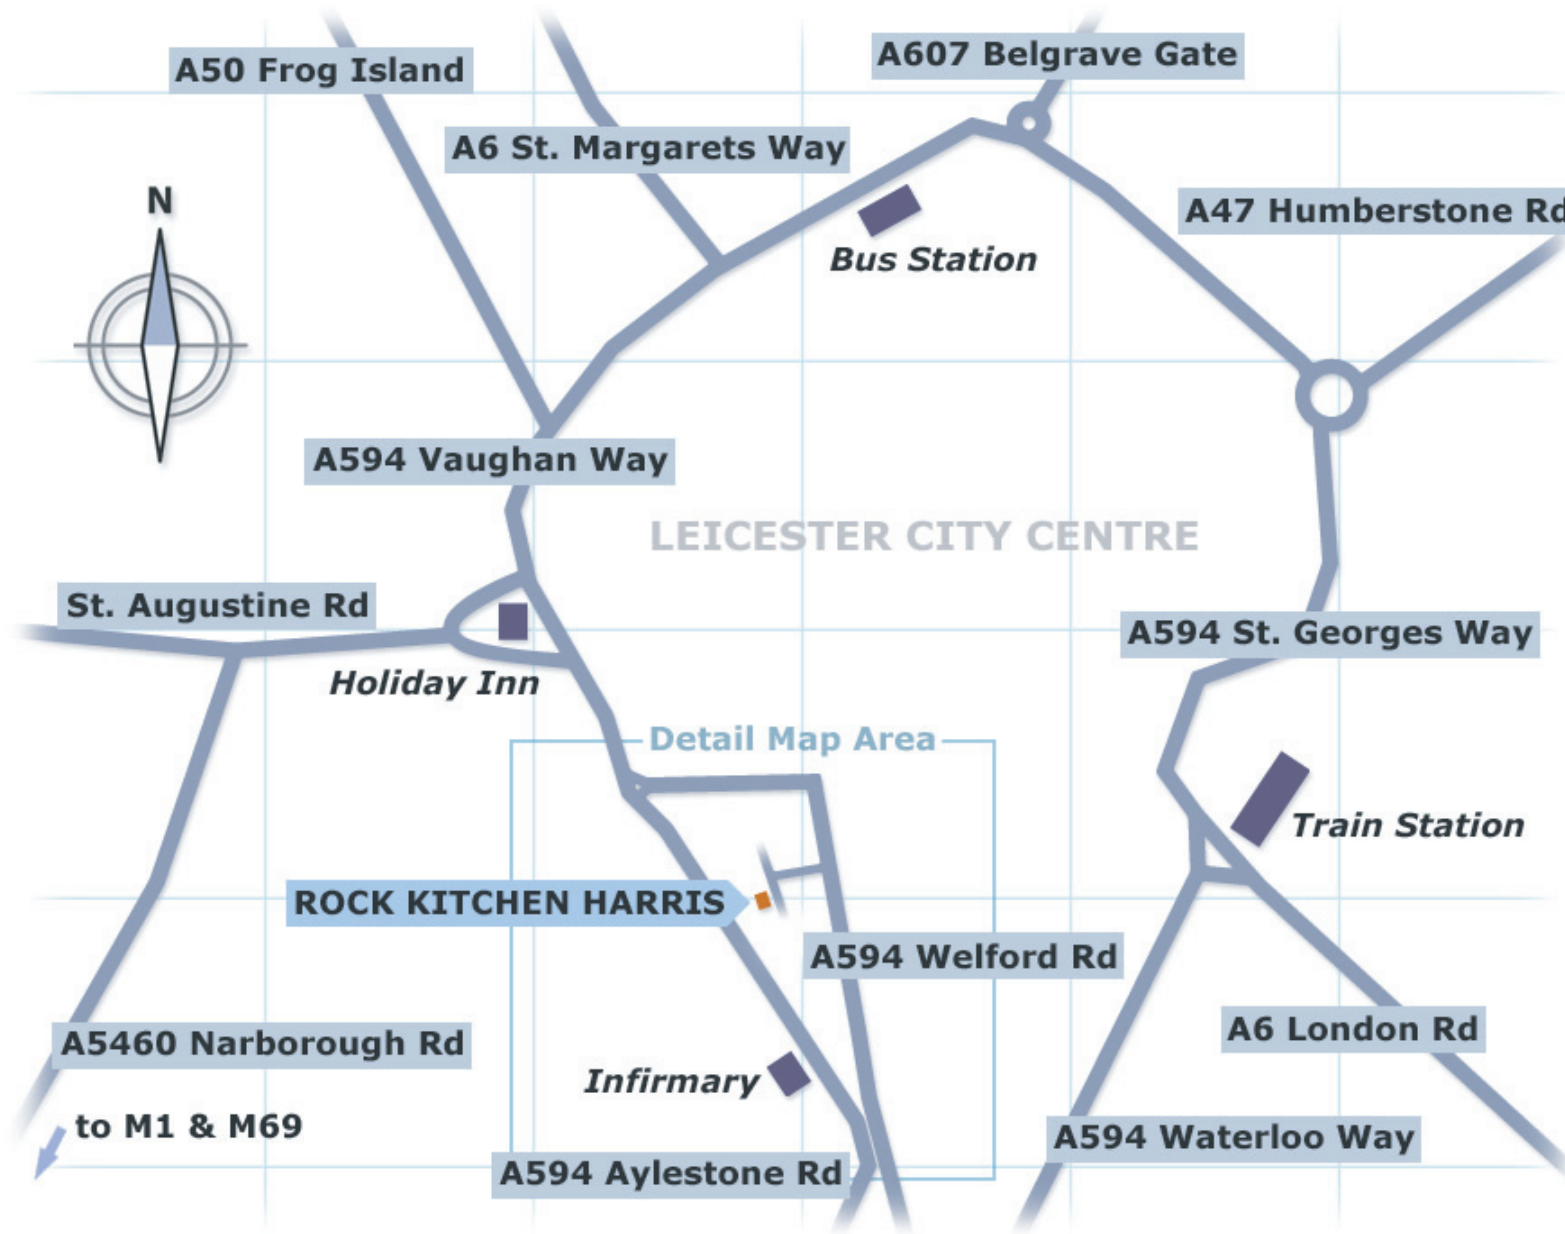 A607 Belgrave Gate
A50 Frog Island
A6 St. Margarets Way
N
A47 Humberstone Rd
Bus Station
A594 Vaughan Way
LEICESTER CITY CENTRE
St. Augustine Rd
A594 St. Georges Way
Holiday Inn
Detail Map Area
Train Station
ROCK KITCHEN HARRIS
A594 Welford Rd
A6 London Rd
A5460 Narborough Rd
Infirmary
to M1 & M69
A594 Waterloo Way
A594 Aylestone Rd